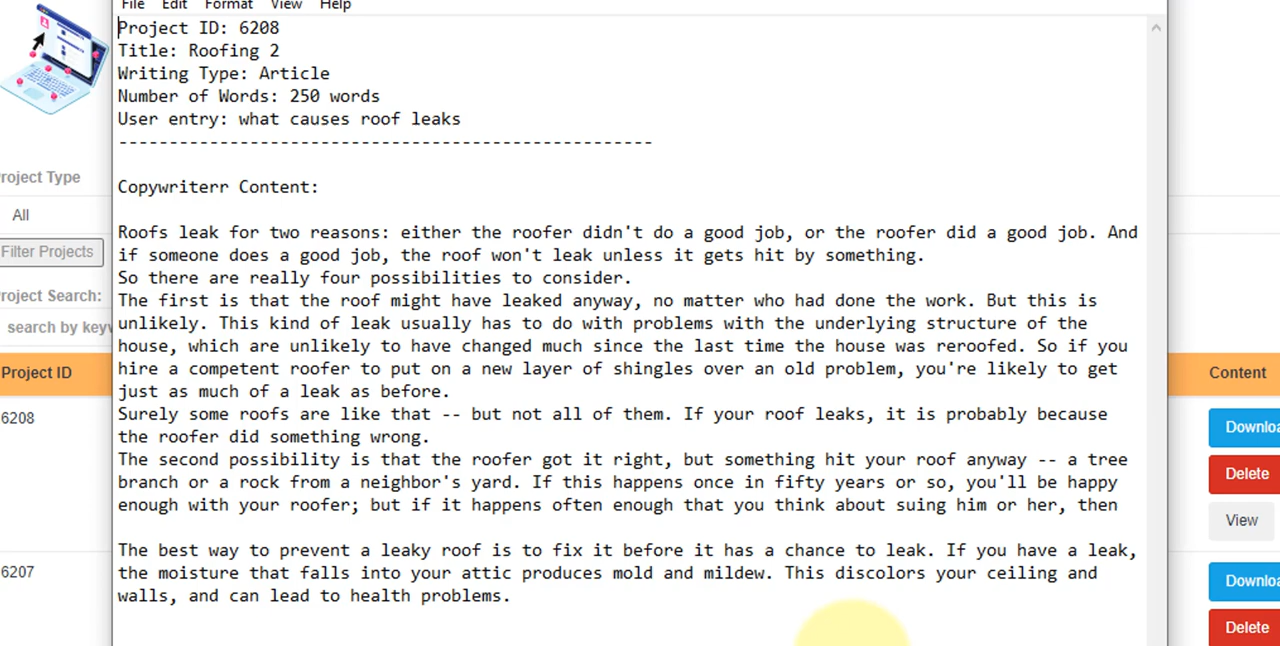 File Edit Format View Help
Project ID: 6208
Title: Roofing 2
Writing Type: Article
Number of Words: 250 words
User entry: what causes roof leaks
-----------------------------------------------------
Copywriterr Content:
Roofs leak for two reasons: either the roofer didn't do a good job, or the roofer did a good job. And
if someone does a good job, the roof won't leak unless it gets hit by something.
So there are really four possibilities to consider.
The first is that the roof might have leaked anyway, no matter who had done the work. But this is
unlikely. This kind of leak usually has to do with problems with the underlying structure of the
house, which are unlikely to have changed much since the last time the house was reroofed. So if you
hire a competent roofer to put on a new layer of shingles over an old problem, you're likely to get
just as much of a leak as before.
Surely some roofs are like that -- but not all of them. If your roof leaks, it is probably because
the roofer did something wrong.
The second possibility is that the roofer got it right, but something hit your roof anyway -- a tree
branch or a rock from a neighbor's yard. If this happens once in fifty years or so, you'll be happy
enough with your roofer; but if it happens often enough that you think about suing him or her, then
The best way to prevent a leaky roof is to fix it before it has a chance to leak. If you have a leak,
the moisture that falls into your attic produces mold and mildew. This discolors your ceiling and
walls, and can lead to health problems.
roject Type
All
Filter Projects
roject Search:
search by keyw
Project ID
6208
6207
Content
Downloa
Delete
View
Downloa
Delete